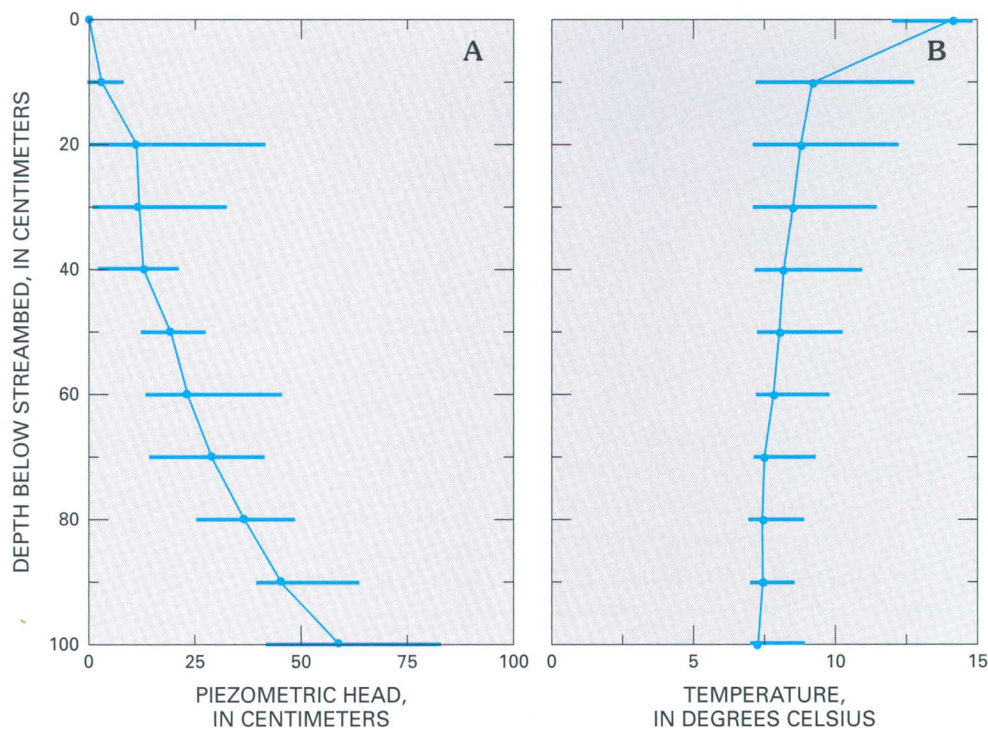 A
B
DEPTH BELOW STREAMBED, IN CENTIMETERS
0
20
40
60
80
100
0 25 50 75 100
0 5 10 15
PIEZOMETRIC HEAD,
IN CENTIMETERS
TEMPERATURE,
IN DEGREES CELSIUS